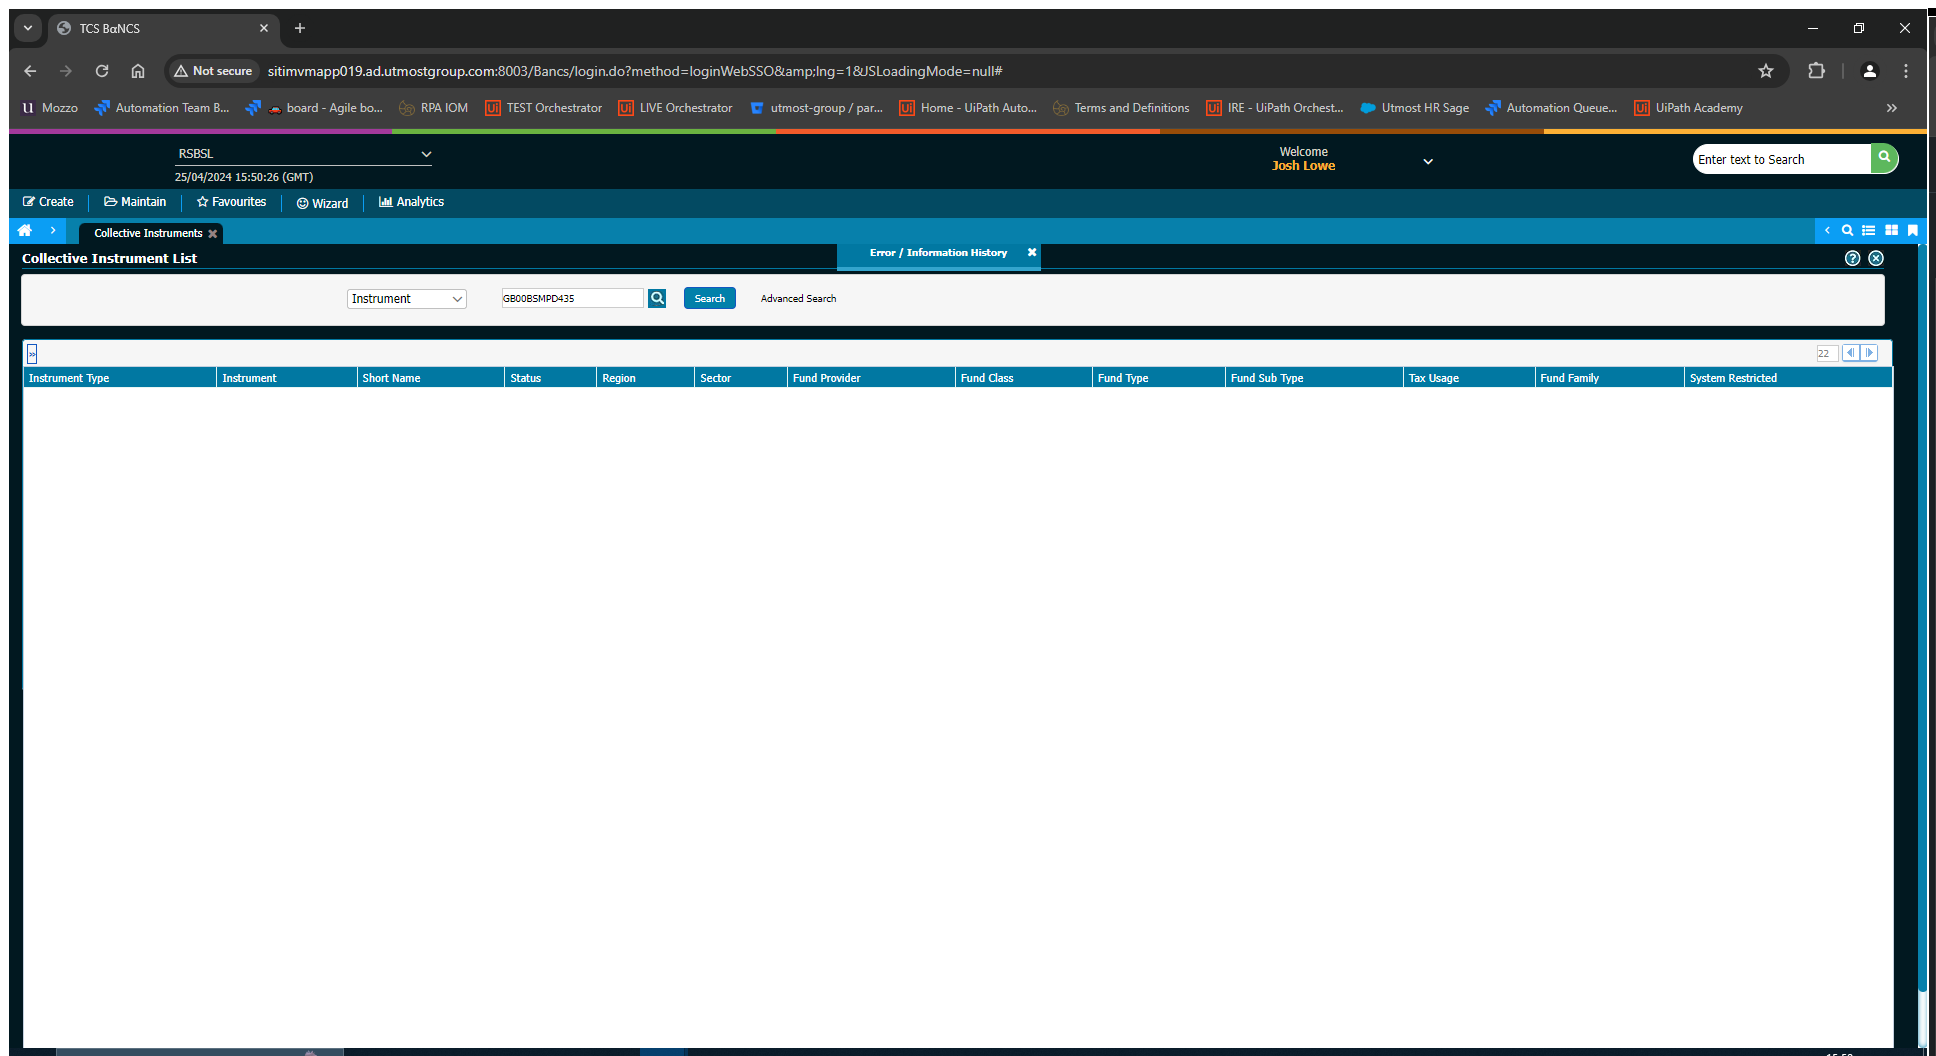 TCS BαNCS
Not secure sitimvmapp019.ad.utmostgroup.com:8003/Bancs/login.do?method=loginWebSSO&amp;lng=1&JSLoadingMode=null#
Mozzo Automation Team B... board - Agile bo... RPA IOM TEST Orchestrator LIVE Orchestrator utmost-group / par... Home - UiPath Auto... Terms and Definitions IRE - UiPath Orchest... Utmost HR Sage Automation Queue... UiPath Academy
RSBSL
25/04/2024 15:50:26 (GMT)
Welcome
Josh Lowe
Enter text to Search
Create Maintain Favourites Wizard Analytics
Collective Instruments
Collective Instrument List
Error / Information History
Instrument GB00BSMPD435 Search Advanced Search
22
Instrument Type Instrument Short Name Status Region Sector Fund Provider Fund Class Fund Type Fund Sub Type Tax Usage Fund Family System Restricted